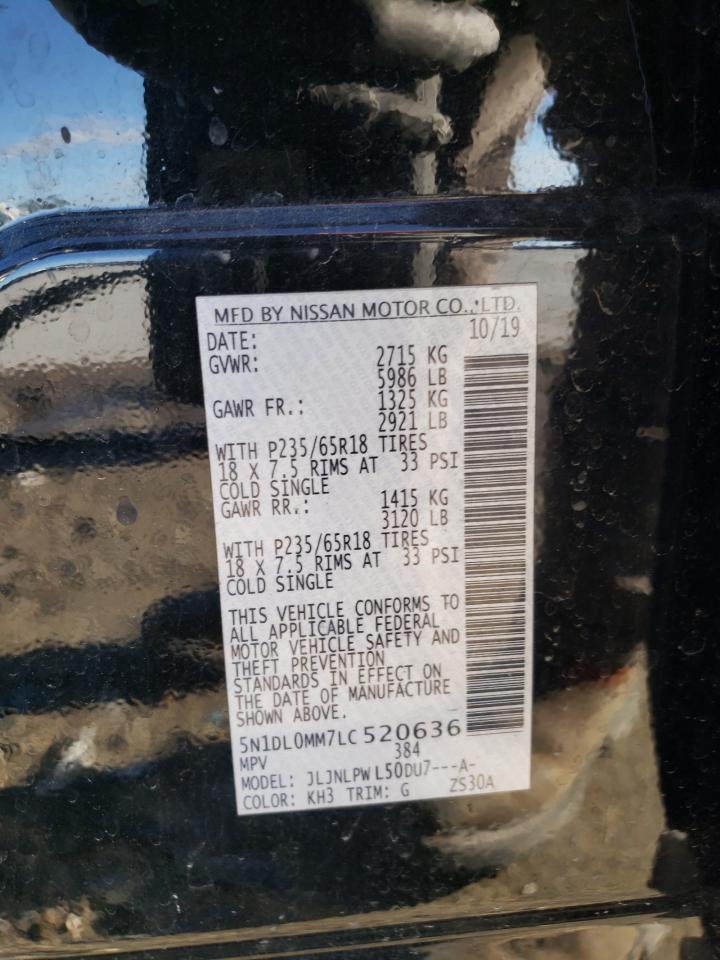 MFD BY NISSAN MOTOR CO.,LTD.
DATE: 10/19
GVWR: 2715 KG
5986 LB
GAWR FR.: 1325 KG
2921 LB
WITH P235/65R18 TIRES
18 X 7.5 RIMS AT 33 PSI
COLD SINGLE
GAWR RR.: 1415 KG
3120 LB
WITH P235/65R18 TIRES
18 X 7.5 RIMS AT 33 PSI
COLD SINGLE
THIS VEHICLE CONFORMS TO
ALL APPLICABLE FEDERAL
MOTOR VEHICLE SAFETY AND
THEFT PREVENTION
STANDARDS IN EFFECT ON
THE DATE OF MANUFACTURE
SHOWN ABOVE.
5N1DL0MM7LC520636
MPV 384
MODEL: JLJNLPWL50DU7---A-
COLOR: KH3 TRIM: G ZS30A